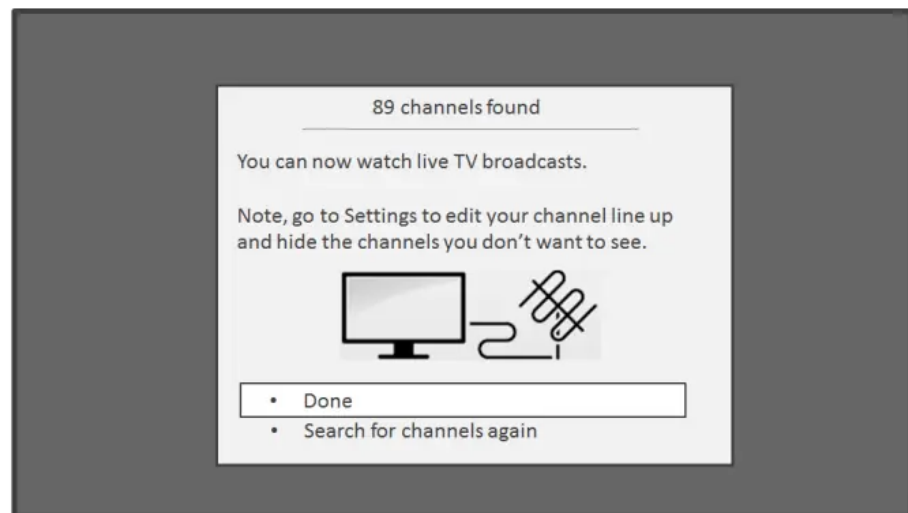 89 channels found
You can now watch live TV broadcasts.
Note, go to Settings to edit your channel line up
and hide the channels you don't want to see.
• Done
• Search for channels again